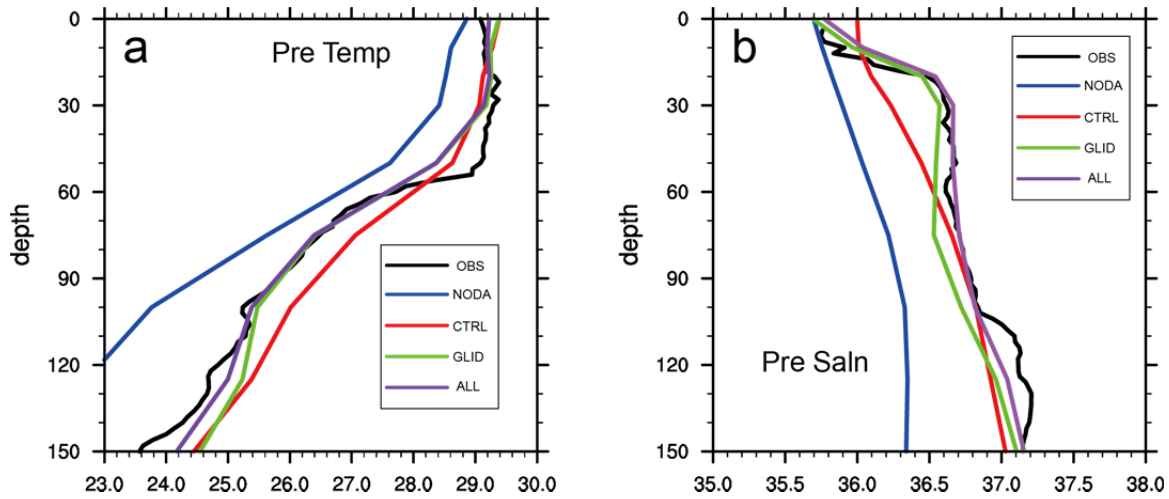 a
Pre Temp
depth
0
30
60
90
120
150
23.0 24.0 25.0 26.0 27.0 28.0 29.0 30.0
OBS
NODA
CTRL
GLID
ALL
b
Pre Saln
depth
0
30
60
90
120
150
35.0 35.5 36.0 36.5 37.0 37.5 38.0
OBS
NODA
CTRL
GLID
ALL